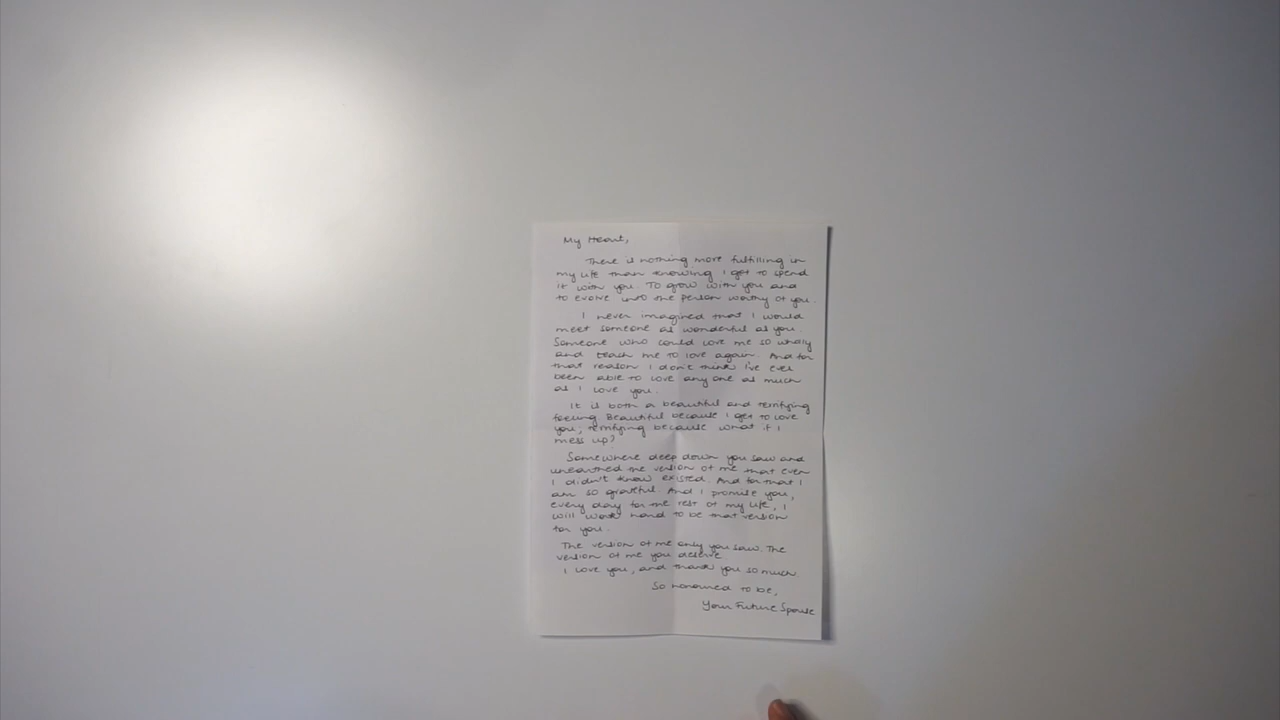 My Heart,
There is nothing more fulfilling in
my life than knowing I get to spend
it with you. To grow with you and
to evolve into the person worthy of you.
I never imagined that I would
meet someone as wonderful as you.
Someone who could love me so wholy
and teach me to love again. And for
that reason I don't think I've ever
been able to love any one as much
as I love you.
It is both a beautiful and terrifying
feeling. Beautiful because I get to love
you; terrifying because what if I
mess up?
Somewhere deep down you saw and
unearthed the version of me that even
I didn't know existed. And for that I
am so grateful. And I promise you,
every day for the rest of my life, I
will work hard to be that version
for you.
The version of me only you saw. The
version of me you deserve
I love you, and thank you so much.
So honoured to be,
Your Future Spouse